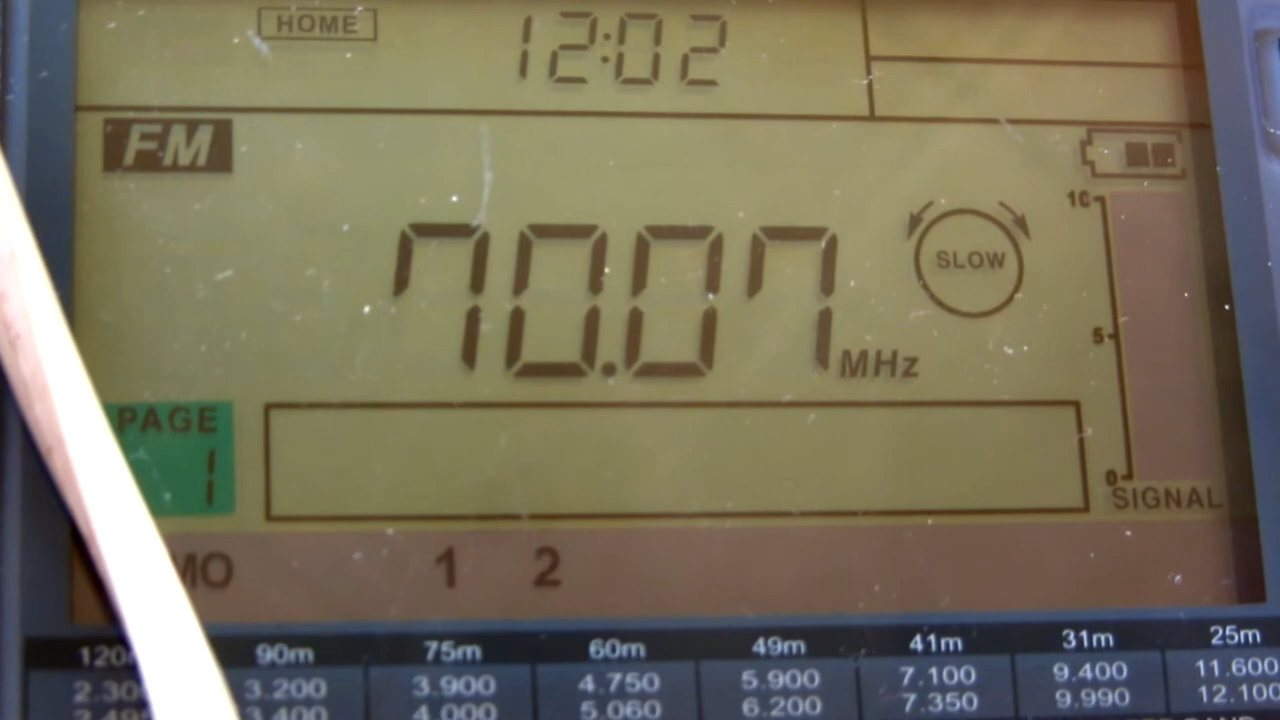 HOME 12:02
FM
10
70.07 MHz SLOW
5
PAGE
1
0
SIGNAL
1 2
90m 75m 60m 49m 41m 31m 25m
3.200 3.900 4.750 5.900 7.100 9.400 11.600
3.400 4.000 5.060 6.200 7.350 9.990 12.100